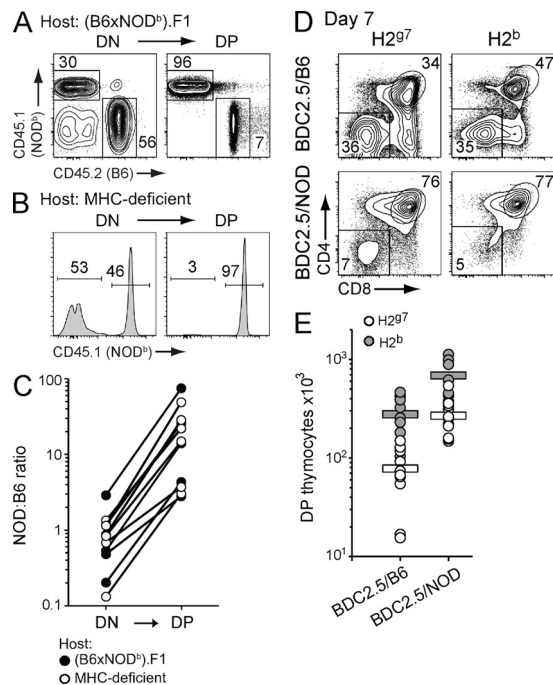 A Host: (B6xNODb).F1
DN → DP
30
56
96
7
CD45.1
(NODb)
CD45.2 (B6)
B Host: MHC-deficient
DN → DP
53
46
3
97
CD45.1 (NODb)
C
NOD:B6 ratio
100
10
1
0.1
DN → DP
Host:
(B6xNODb).F1
MHC-deficient
D Day 7
H2g7
H2b
BDC2.5/B6
34
36
47
35
BDC2.5/NOD
76
7
77
5
CD4
CD8
E
H2g7
H2b
DP thymocytes x10³
10³
10²
10¹
BDC2.5/B6
BDC2.5/NOD